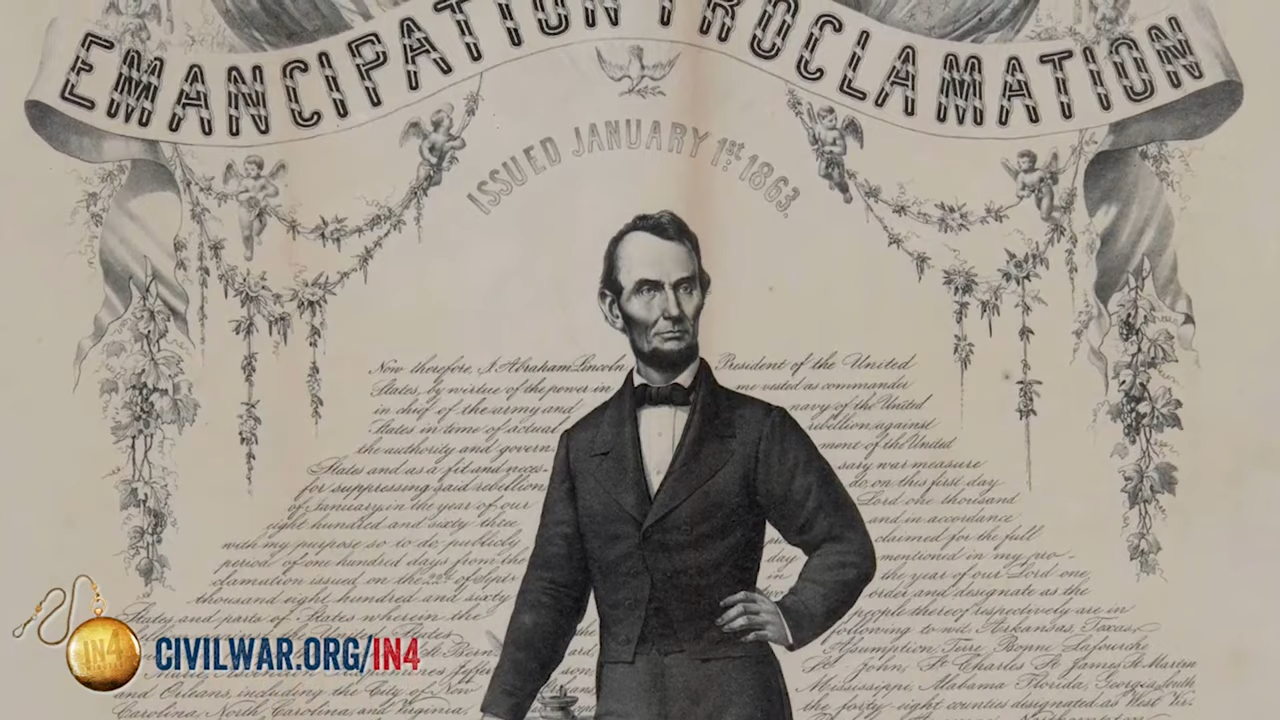 EMANCIPATION PROCLAMATION
ISSUED JANUARY 1st 1863.
Now therefore, I Abraham Lincoln President of the United
States, by virtue of the power in me vested as commander
in chief of the army and navy of the United
States in time of actual rebellion against
the authority and govern- ment of the United
States and as a fit and neces- sary war measure
for suppressing said rebellion do on this first day
of January in the year of our Lord one thousand
eight hundred and sixty three and in accordance
with my purpose so to do publicly claimed for the full
period of one hundred days from the day mentioned in my pro-
clamation issued on the 22d of Sept. in the year of our Lord one
thousand eight hundred and sixty order and designate as the
States and parts of States wherein the people thereof respectively are in
following to wit, Arkansas, Texas,
Assumption Terre Bonne Lafourche
St. John, St. Charles St. James St. Martin
and Orleans, including the City of New Mississippi, Alabama Florida, Georgia, South
Carolina, North Carolina, and Virginia, the forty eight counties designated as West Vir-
IN4
CIVILWAR.ORG/IN4